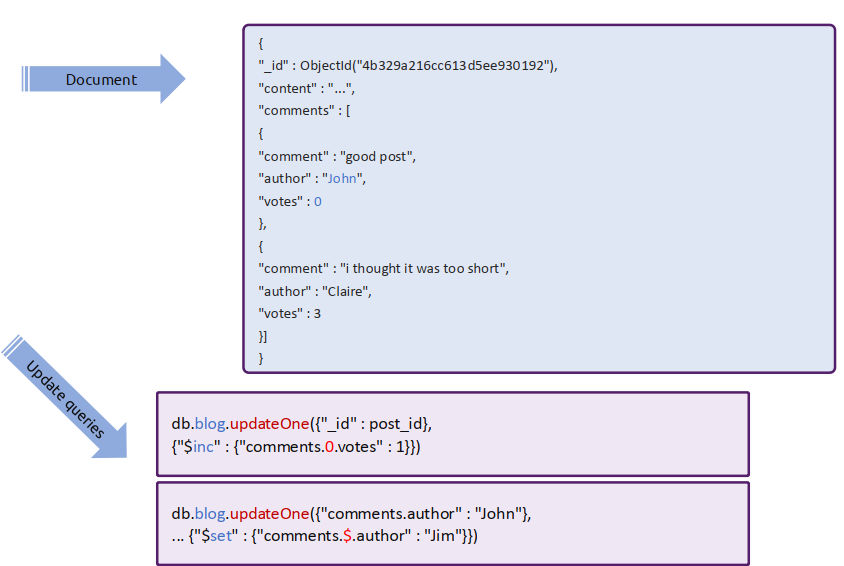 Document
{
"_id" : ObjectId("4b329a216cc613d5ee930192"),
"content" : "...",
"comments" : [
{
"comment" : "good post",
"author" : "John",
"votes" : 0
},
{
"comment" : "i thought it was too short",
"author" : "Claire",
"votes" : 3
}]
}
Update queries
db.blog.updateOne({"_id" : post_id},
{"$inc" : {"comments.0.votes" : 1}})
db.blog.updateOne({"comments.author" : "John"},
... {"$set" : {"comments.$.author" : "Jim"}})